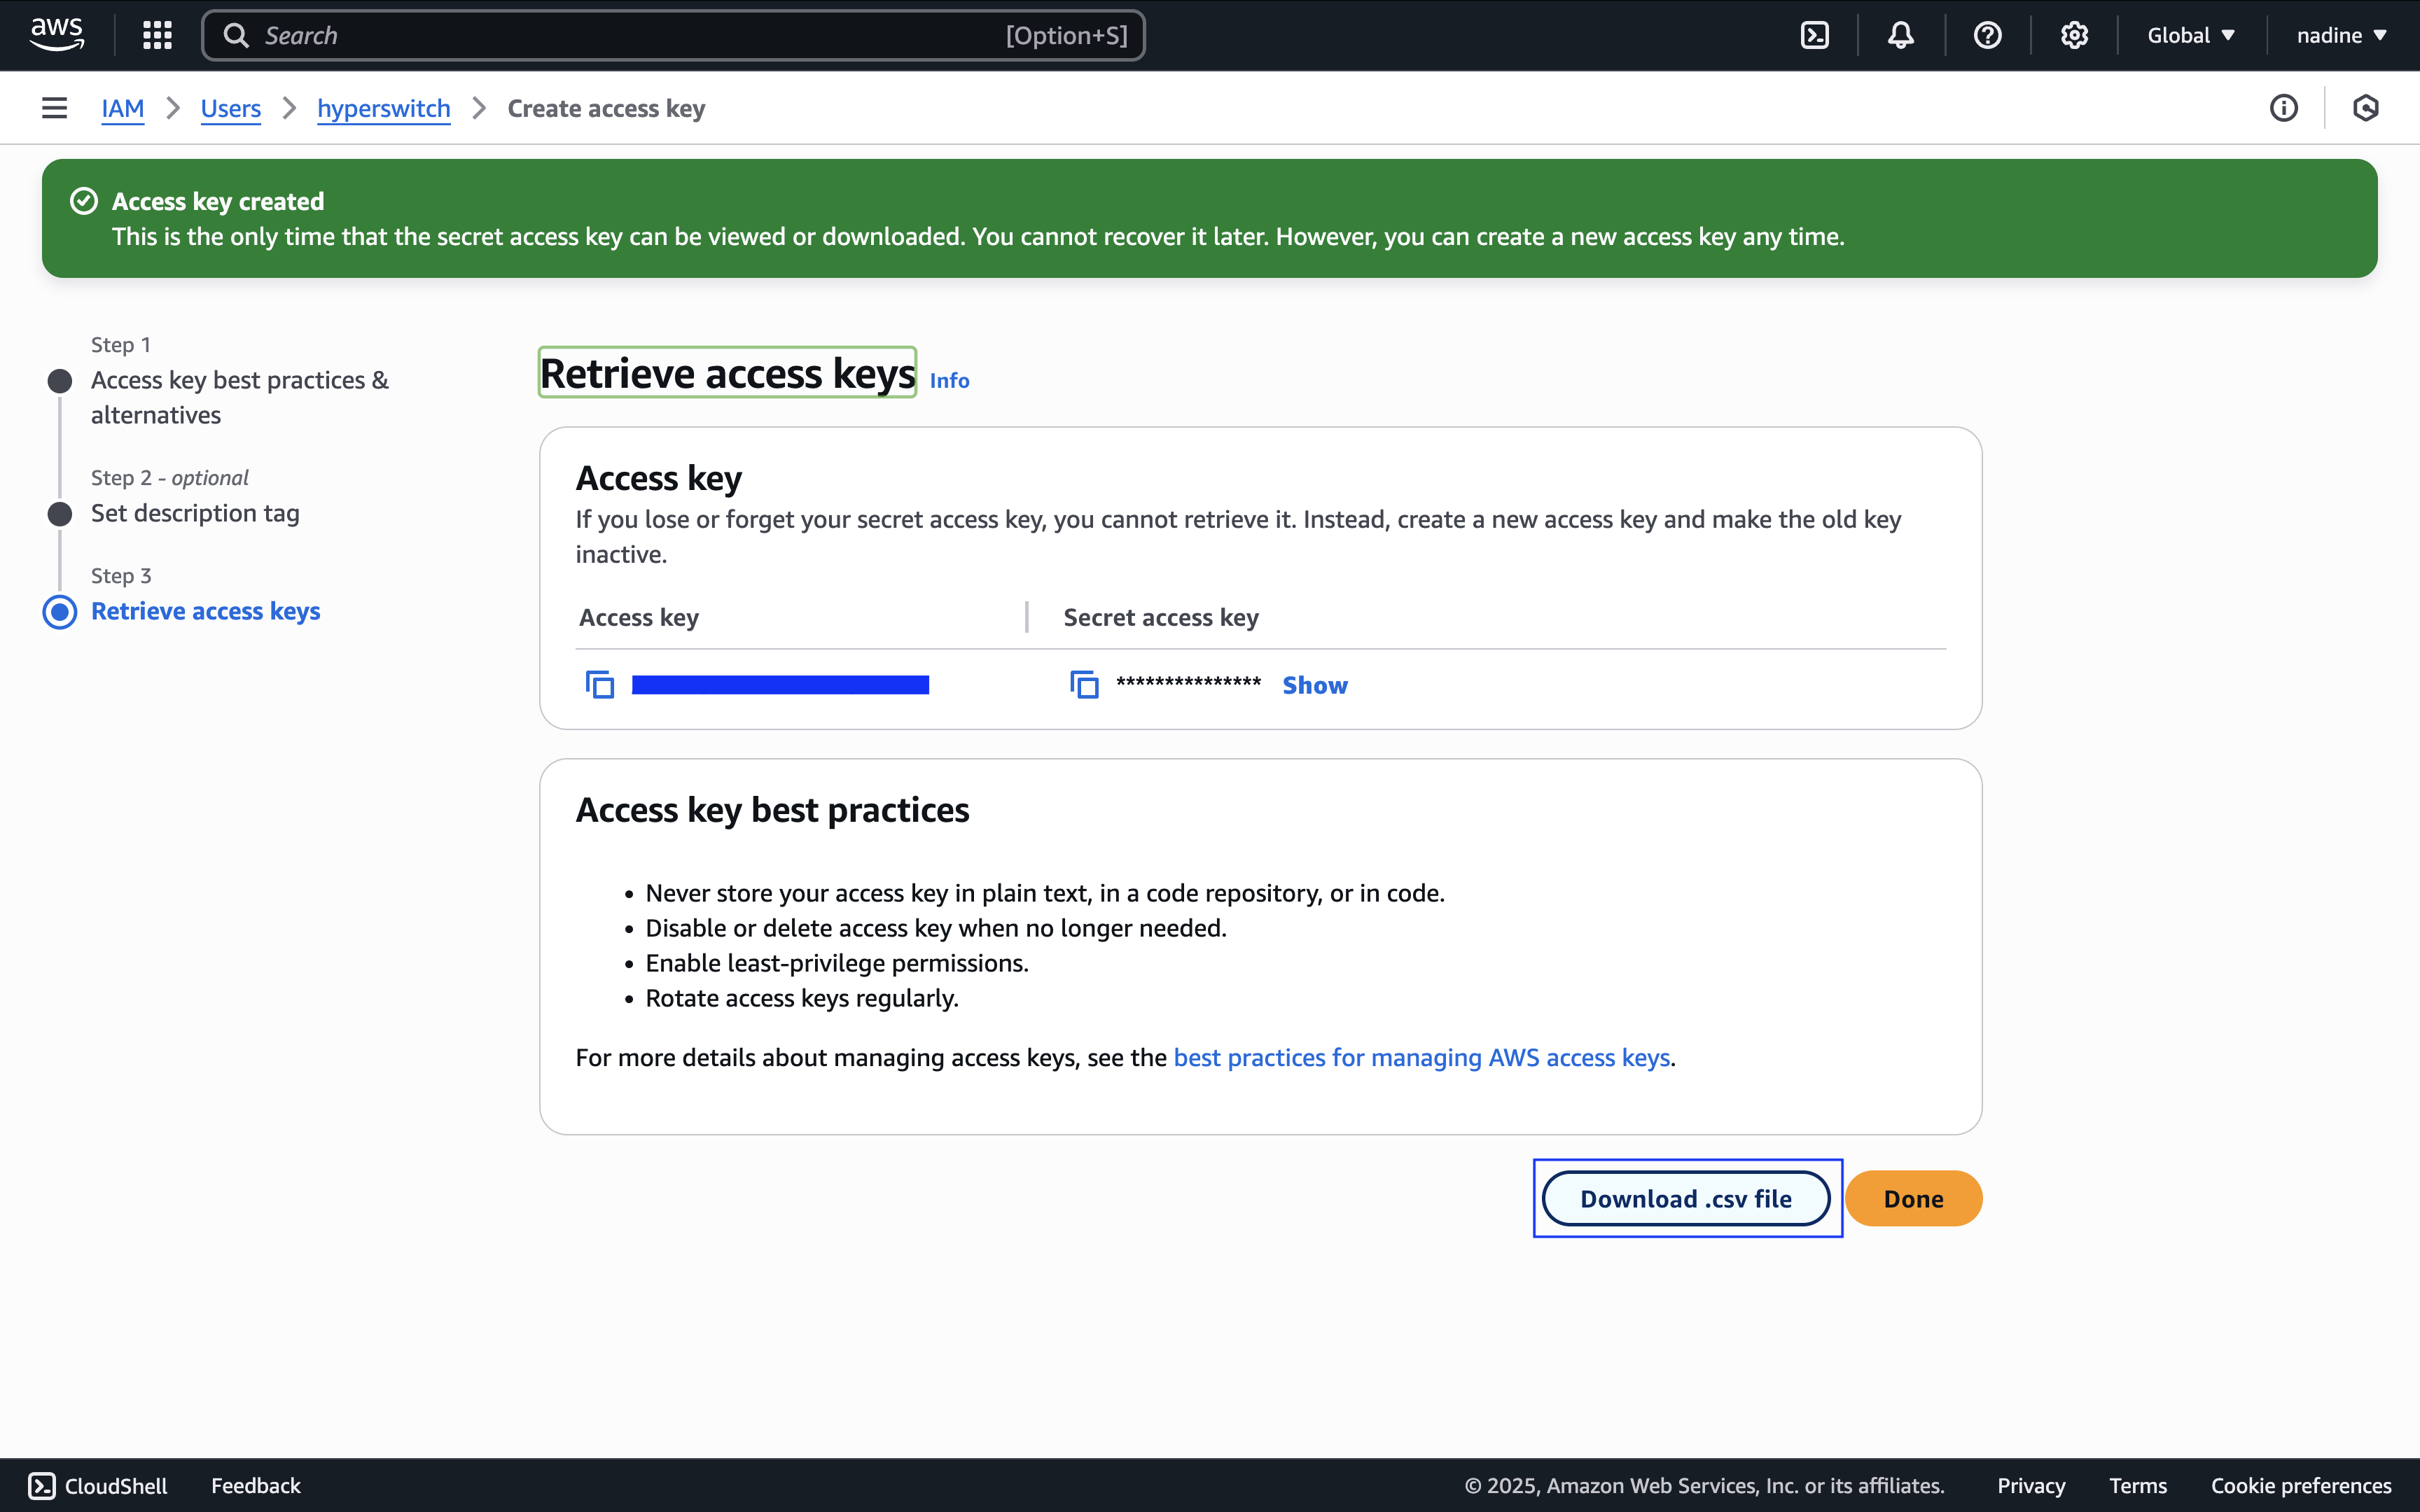 aws
Search [Option+S]
Global nadine
IAM Users hyperswitch Create access key
Access key created
This is the only time that the secret access key can be viewed or downloaded. You cannot recover it later. However, you can create a new access key any time.
Step 1
Access key best practices &
alternatives
Step 2 - optional
Set description tag
Step 3
Retrieve access keys
Retrieve access keys Info
Access key
If you lose or forget your secret access key, you cannot retrieve it. Instead, create a new access key and make the old key
inactive.
Access key Secret access key
*************** Show
Access key best practices
• Never store your access key in plain text, in a code repository, or in code.
• Disable or delete access key when no longer needed.
• Enable least-privilege permissions.
• Rotate access keys regularly.
For more details about managing access keys, see the best practices for managing AWS access keys.
Download .csv file Done
CloudShell Feedback © 2025, Amazon Web Services, Inc. or its affiliates. Privacy Terms Cookie preferences